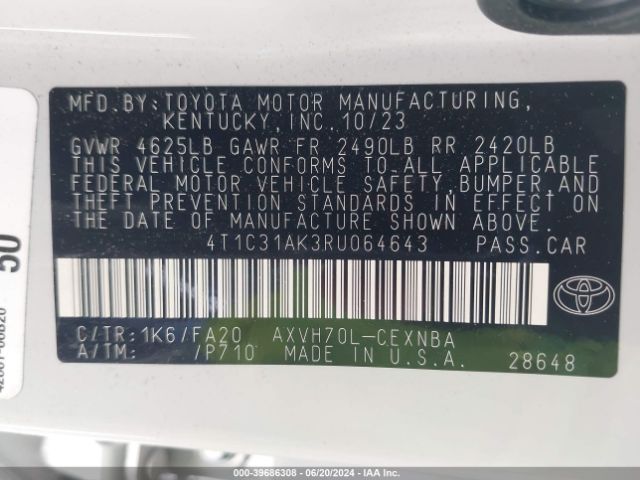 MFD.BY:TOYOTA MOTOR MANUFACTURING,
KENTUCKY, INC. 10/23
GVWR 4625LB GAWR FR 2490LB RR 2420LB
THIS VEHICLE CONFORMS TO ALL APPLICABLE
FEDERAL MOTOR VEHICLE SAFETY, BUMPER, AND
THEFT PREVENTION STANDARDS IN EFFECT ON
THE DATE OF MANUFACTURE SHOWN ABOVE.
4T1C31AK3RU064643 PASS.CAR
C/TR:1K6/FA20 AXVH70L-CEXNBA
A/TM: /P710 MADE IN U.S.A. 28648
50
000-39686308 - 06/20/2024 - IAAI.COM